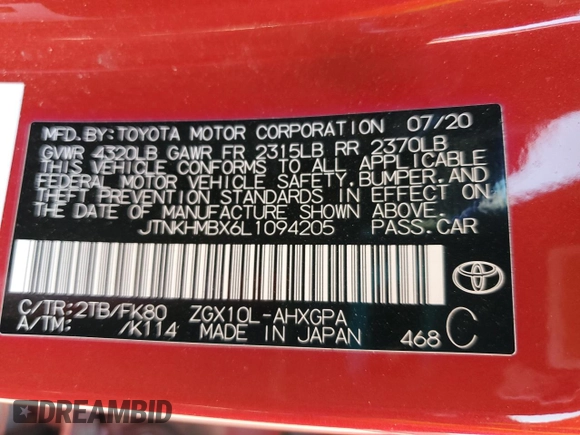 MFD. BY: TOYOTA MOTOR CORPORATION 07/20
GVWR 4320LB GAWR FR 2315LB RR 2370LB
THIS VEHICLE CONFORMS TO ALL APPLICABLE
FEDERAL MOTOR VEHICLE SAFETY, BUMPER, AND
THEFT PREVENTION STANDARDS IN EFFECT ON
THE DATE OF MANUFACTURE SHOWN ABOVE.
JTNKHMBX6L1094205 PASS. CAR
TOYOTA
C/TR: 2TB/FK80 ZGX10L-AHXGPA
A/TM: /K114 MADE IN JAPAN 468 C
DREAMBID